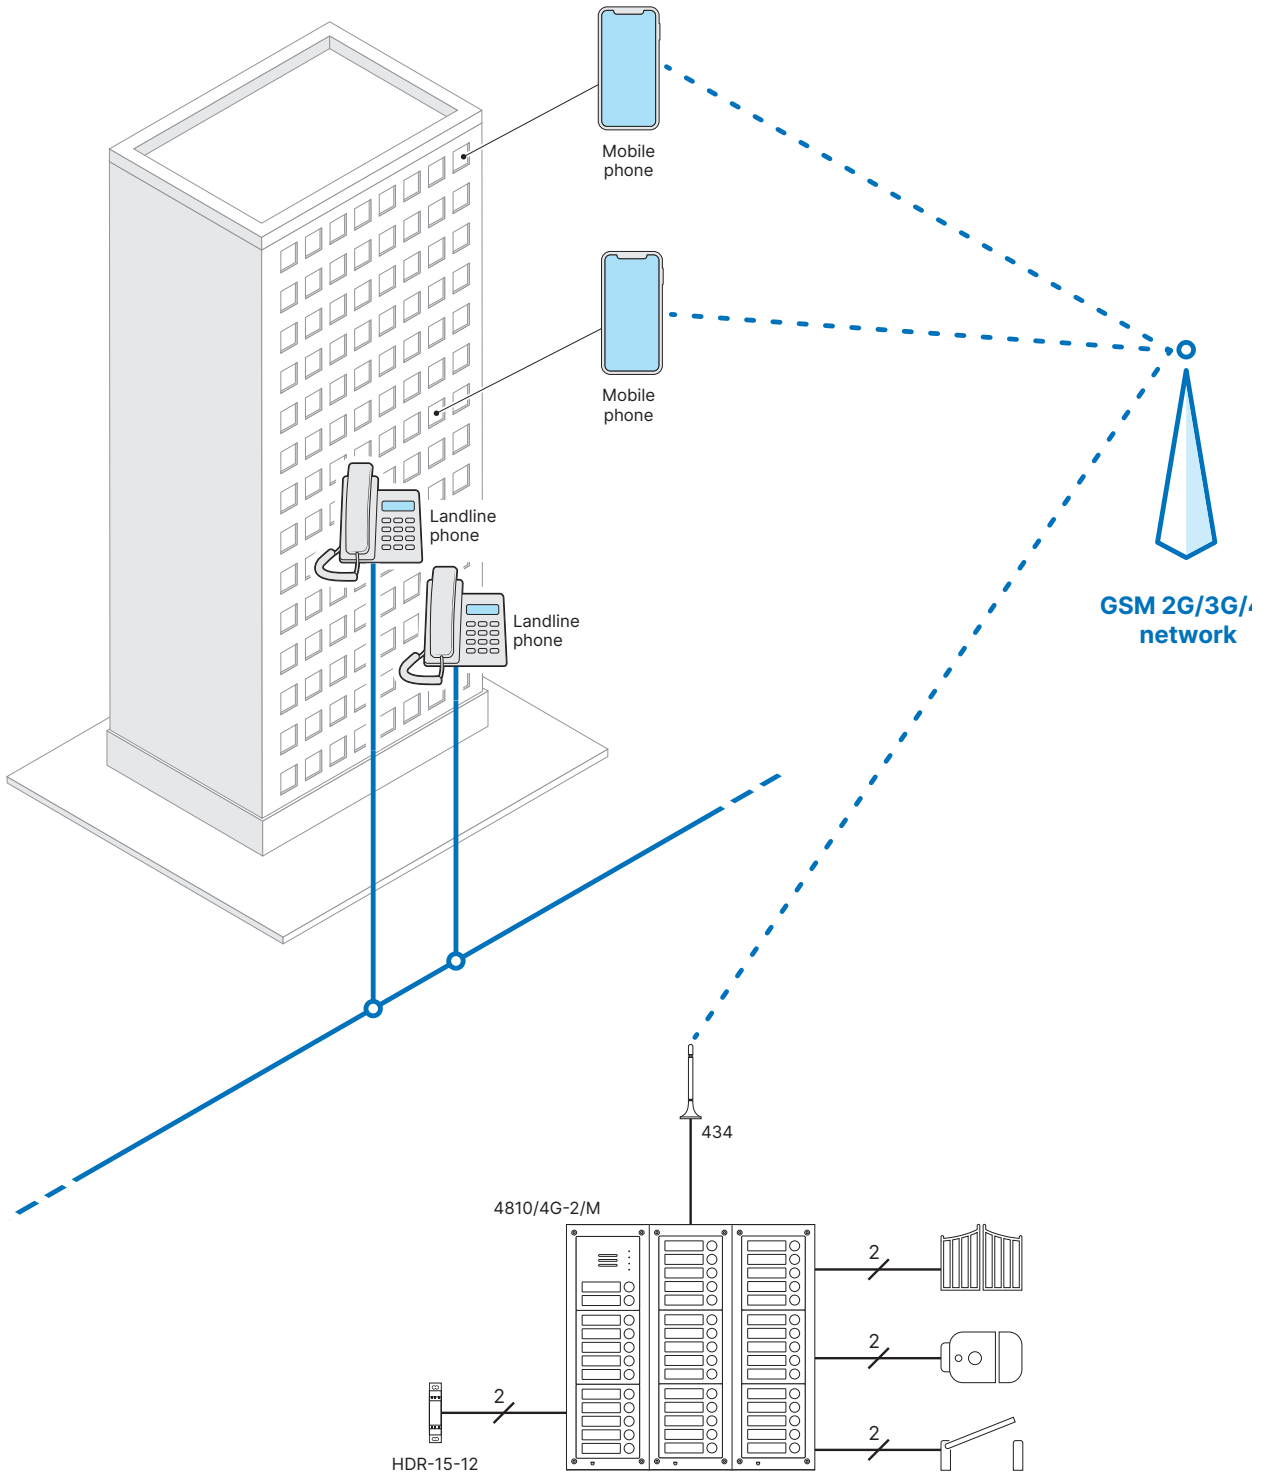 Mobile
phone
Mobile
phone
Landline
phone
Landline
phone
GSM 2G/3G/
network
434
4810/4G-2/M
2
2
2
2
HDR-15-12